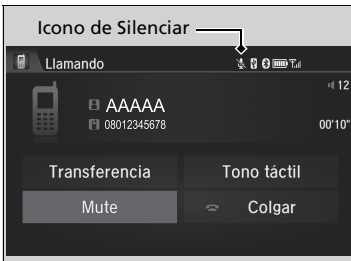 Icono de Silenciar
Llamando
12
AAAAA
08012345678
00'10"
Transferencia
Tono táctil
Mute
Colgar